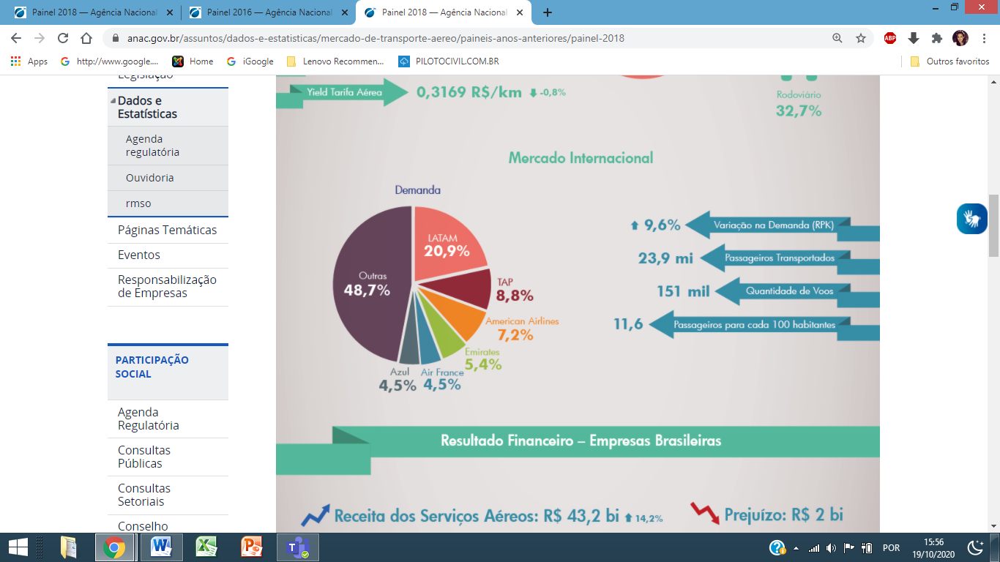 Painel 2018 — Agência Nacional
Painel 2016 — Agência Nacional
Painel 2018 — Agência Nacional
anac.gov.br/assuntos/dados-e-estatisticas/mercado-de-transporte-aereo/paineis-anos-anteriores/painel-2018
ABP
Apps
http://www.google....
Home
iGoogle
Lenovo Recommen...
PILOTOCIVIL.COM.BR
Outros favoritos
Legislação
Dados e
Estatísticas
Agenda
regulatória
Ouvidoria
rmso
Páginas Temáticas
Eventos
Responsabilização
de Empresas
PARTICIPAÇÃO
SOCIAL
Agenda
Regulatória
Consultas
Públicas
Consultas
Setoriais
Conselho
Yield Tarifa Aérea
0,3169 R$/km -0,8%
Rodoviário
32,7%
Mercado Internacional
Demanda
LATAM
20,9%
TAP
8,8%
American Airlines
7,2%
Emirates
5,4%
Air France
4,5%
Azul
4,5%
Outras
48,7%
9,6% Variação na Demanda (RPK)
23,9 mi Passageiros Transportados
151 mil Quantidade de Voos
11,6 Passageiros para cada 100 habitantes
Resultado Financeiro – Empresas Brasileiras
Receita dos Serviços Aéreos: R$ 43,2 bi 14,2%
Prejuízo: R$ 2 bi
POR
15:56
19/10/2020